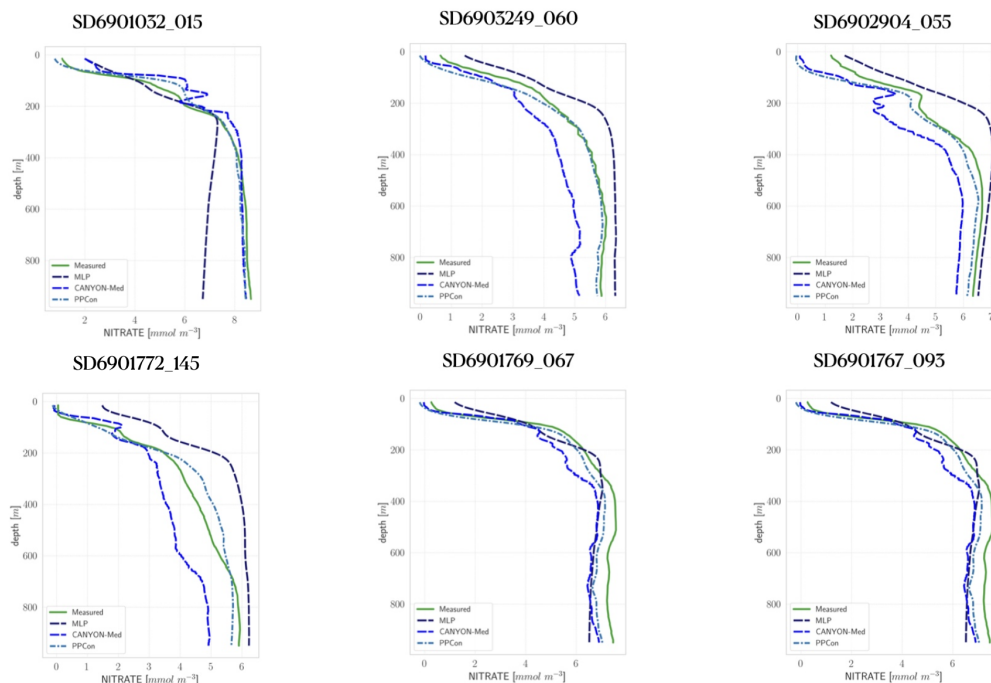 SD6901032_015
SD6903249_060
SD6902904_055
0
200
400
600
800
depth [m]
Measured
MLP
CANYON-Med
PPCon
2
4
6
8
NITRATE [mmol m⁻³]
0
200
400
600
800
depth [m]
Measured
MLP
CANYON-Med
PPCon
0
1
2
3
4
5
6
NITRATE [mmol m⁻³]
0
200
400
600
800
depth [m]
Measured
MLP
CANYON-Med
PPCon
0
1
2
3
4
5
6
7
NITRATE [mmol m⁻³]
SD6901772_145
SD6901769_067
SD6901767_093
0
200
400
600
800
depth [m]
Measured
MLP
CANYON-Med
PPCon
0
1
2
3
4
5
6
NITRATE [mmol m⁻³]
0
200
400
600
800
depth [m]
Measured
MLP
CANYON-Med
PPCon
0
2
4
6
NITRATE [mmol m⁻³]
0
200
400
600
800
depth [m]
Measured
MLP
CANYON-Med
PPCon
0
2
4
6
NITRATE [mmol m⁻³]